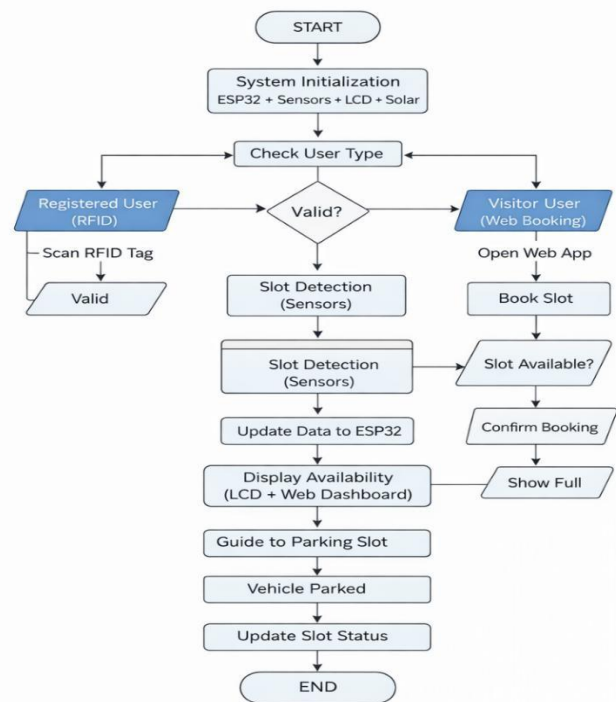 START
System Initialization
ESP32 + Sensors + LCD + Solar
Check User Type
Registered User
(RFID)
Valid?
Visitor User
(Web Booking)
Scan RFID Tag
Open Web App
Valid
Slot Detection
(Sensors)
Book Slot
Slot Detection
(Sensors)
Slot Available?
Update Data to ESP32
Confirm Booking
Display Availability
(LCD + Web Dashboard)
Show Full
Guide to Parking Slot
Vehicle Parked
Update Slot Status
END